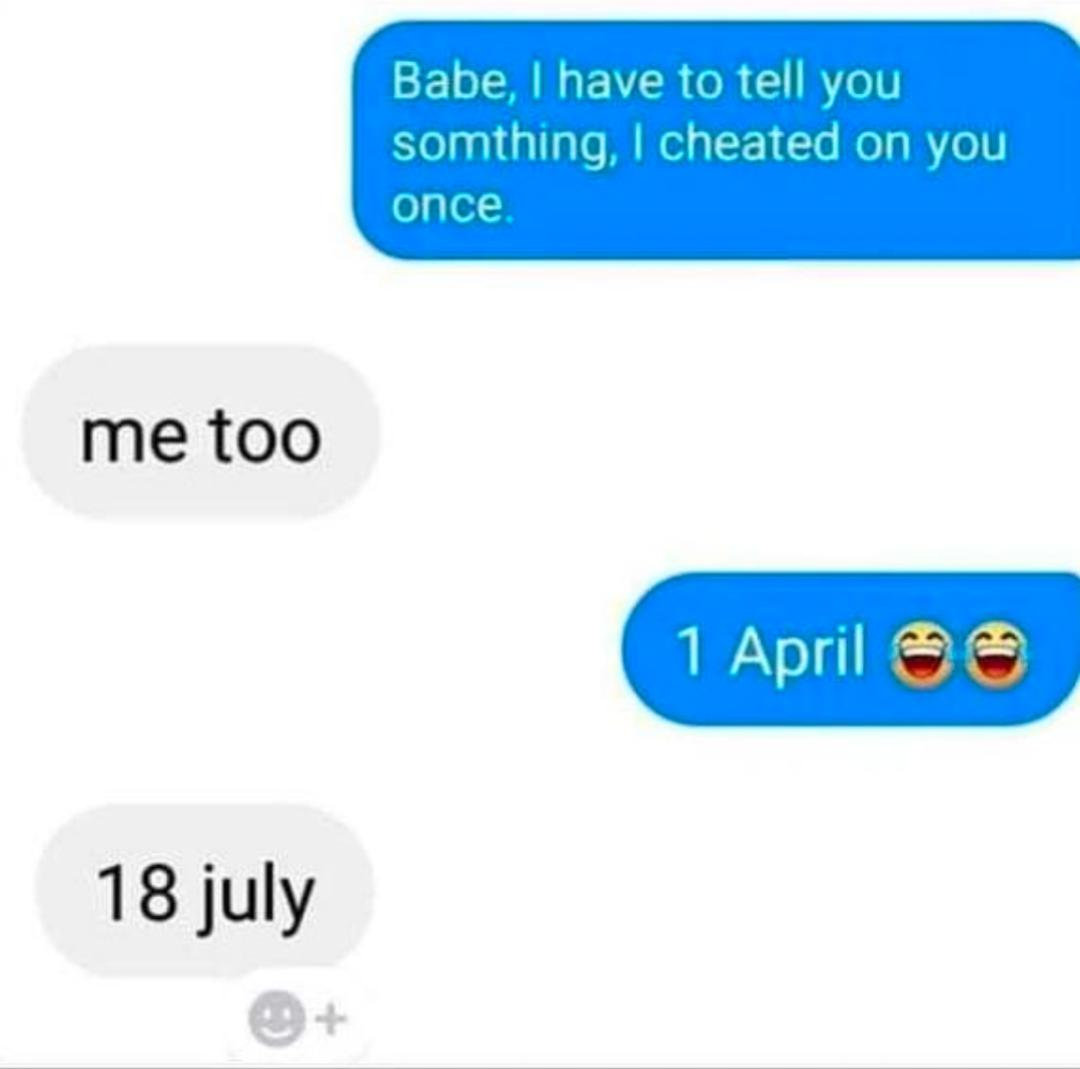 Babe, I have to tell you
somthing, I cheated on you
once.
me too
1 April 😂😂
18 july